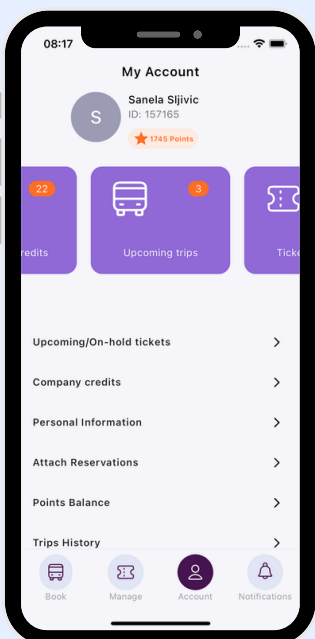 08:17
My Account
S
Sanela Sljivic
ID: 157165
1745 Points
22
3
redits
Upcoming trips
Ticke
Upcoming/On-hold tickets
Company credits
Personal Information
Attach Reservations
Points Balance
Trips History
Book
Manage
Account
Notifications